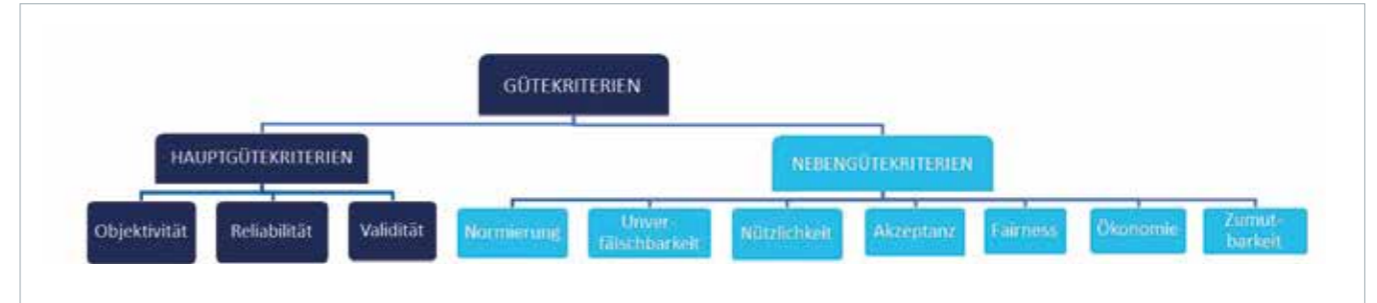 GÜTEKRITERIEN
HAUPTGÜTEKRITERIEN
NEBENGÜTEKRITERIEN
Objektivität
Reliabilität
Validität
Normierung
Unver-
fälschbarkeit
Nützlichkeit
Akzeptanz
Fairness
Ökonomie
Zumut-
barkeit